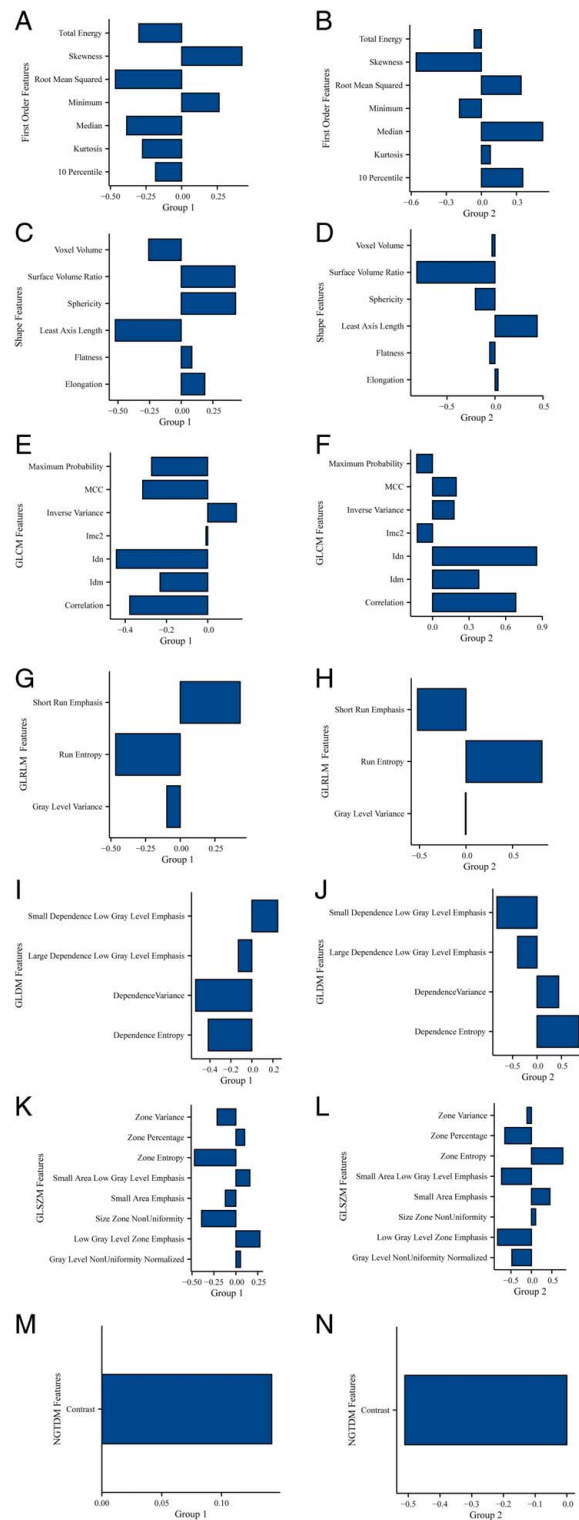 A
First Order Features
Total Energy
Skewness
Root Mean Squared
Minimum
Median
Kurtosis
10 Percentile
−0.50 −0.25 0.00 0.25
Group 1
B
First Order Features
Total Energy
Skewness
Root Mean Squared
Minimum
Median
Kurtosis
10 Percentile
−0.6 −0.3 0.0 0.3
Group 2
C
Shape Features
Voxel Volume
Surface Volume Ratio
Sphericity
Least Axis Length
Flatness
Elongation
−0.50 −0.25 0.00 0.25
Group 1
D
Shape Features
Voxel Volume
Surface Volume Ratio
Sphericity
Least Axis Length
Flatness
Elongation
−0.5 0.0 0.5
Group 2
E
GLCM Features
Maximum Probability
MCC
Inverse Variance
Imc2
Idn
Idm
Correlation
−0.4 −0.2 0.0
Group 1
F
GLCM Features
Maximum Probability
MCC
Inverse Variance
Imc2
Idn
Idm
Correlation
0.0 0.3 0.6 0.9
Group 2
G
GLRLM Features
Short Run Emphasis
Run Entropy
Gray Level Variance
−0.50 −0.25 0.00 0.25
Group 1
H
GLRLM Features
Short Run Emphasis
Run Entropy
Gray Level Variance
−0.5 0.0 0.5
Group 2
I
GLDM Features
Small Dependence Low Gray Level Emphasis
Large Dependence Low Gray Level Emphasis
DependenceVariance
Dependence Entropy
−0.4 −0.2 0.0 0.2
Group 1
J
GLDM Features
Small Dependence Low Gray Level Emphasis
Large Dependence Low Gray Level Emphasis
DependenceVariance
Dependence Entropy
−0.5 0.0 0.5
Group 2
K
GLSZM Features
Zone Variance
Zone Percentage
Zone Entropy
Small Area Low Gray Level Emphasis
Small Area Emphasis
Size Zone NonUniformity
Low Gray Level Zone Emphasis
Gray Level NonUniformity Normalized
−0.50 −0.25 0.00 0.25
Group 1
L
GLSZM Features
Zone Variance
Zone Percentage
Zone Entropy
Small Area Low Gray Level Emphasis
Small Area Emphasis
Size Zone NonUniformity
Low Gray Level Zone Emphasis
Gray Level NonUniformity Normalized
−0.5 0.0 0.5
Group 2
M
NGTDM Features
Contrast
0.00 0.05 0.10
Group 1
N
NGTDM Features
Contrast
−0.5 −0.4 −0.3 −0.2 −0.1 0.0
Group 2